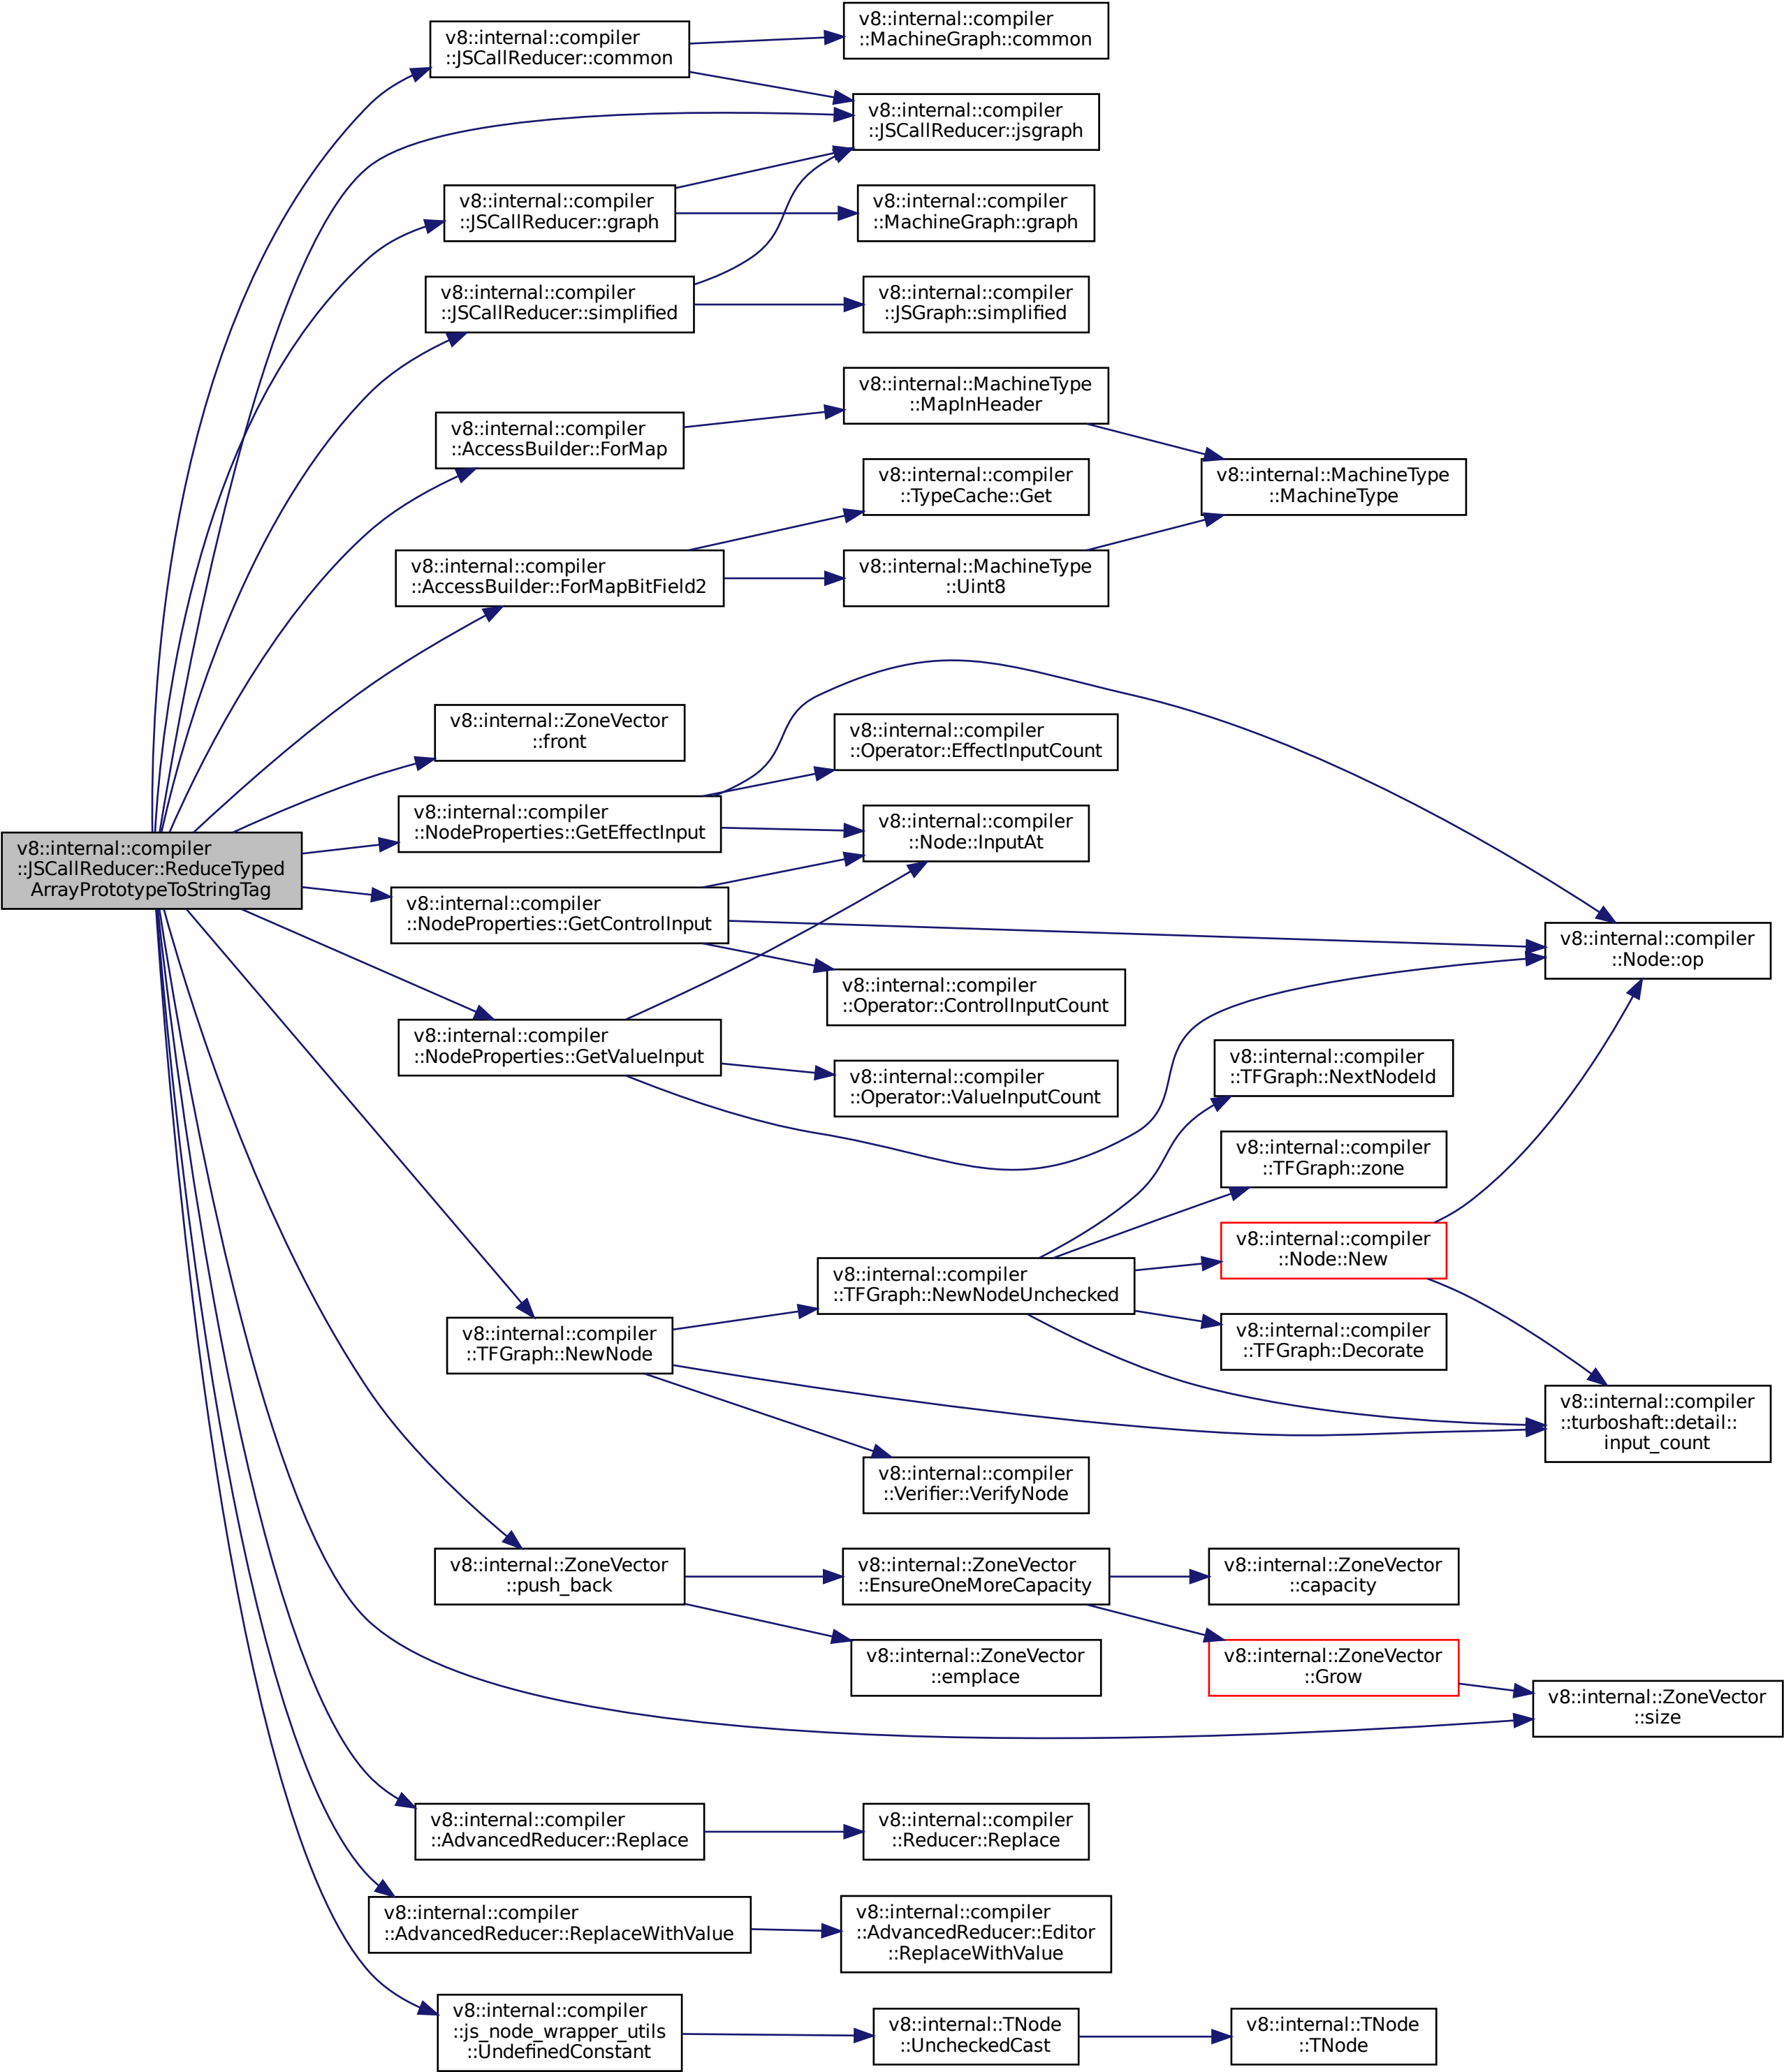 v8::internal::compiler
::JSCallReducer::ReduceTyped
ArrayPrototypeToStringTag
v8::internal::compiler
::JSCallReducer::common
v8::internal::compiler
::MachineGraph::common
v8::internal::compiler
::JSCallReducer::jsgraph
v8::internal::compiler
::JSCallReducer::graph
v8::internal::compiler
::MachineGraph::graph
v8::internal::compiler
::JSCallReducer::simplified
v8::internal::compiler
::JSGraph::simplified
v8::internal::compiler
::AccessBuilder::ForMap
v8::internal::MachineType
::MapInHeader
v8::internal::MachineType
::MachineType
v8::internal::compiler
::TypeCache::Get
v8::internal::compiler
::AccessBuilder::ForMapBitField2
v8::internal::MachineType
::Uint8
v8::internal::ZoneVector
::front
v8::internal::compiler
::Operator::EffectInputCount
v8::internal::compiler
::NodeProperties::GetEffectInput
v8::internal::compiler
::Node::InputAt
v8::internal::compiler
::NodeProperties::GetControlInput
v8::internal::compiler
::Node::op
v8::internal::compiler
::Operator::ControlInputCount
v8::internal::compiler
::NodeProperties::GetValueInput
v8::internal::compiler
::Operator::ValueInputCount
v8::internal::compiler
::TFGraph::NextNodeId
v8::internal::compiler
::TFGraph::zone
v8::internal::compiler
::Node::New
v8::internal::compiler
::TFGraph::NewNodeUnchecked
v8::internal::compiler
::TFGraph::Decorate
v8::internal::compiler
::TFGraph::NewNode
v8::internal::compiler
::turboshaft::detail::
input_count
v8::internal::compiler
::Verifier::VerifyNode
v8::internal::ZoneVector
::push_back
v8::internal::ZoneVector
::EnsureOneMoreCapacity
v8::internal::ZoneVector
::capacity
v8::internal::ZoneVector
::emplace
v8::internal::ZoneVector
::Grow
v8::internal::ZoneVector
::size
v8::internal::compiler
::AdvancedReducer::Replace
v8::internal::compiler
::Reducer::Replace
v8::internal::compiler
::AdvancedReducer::ReplaceWithValue
v8::internal::compiler
::AdvancedReducer::Editor
::ReplaceWithValue
v8::internal::compiler
::js_node_wrapper_utils
::UndefinedConstant
v8::internal::TNode
::UncheckedCast
v8::internal::TNode
::TNode